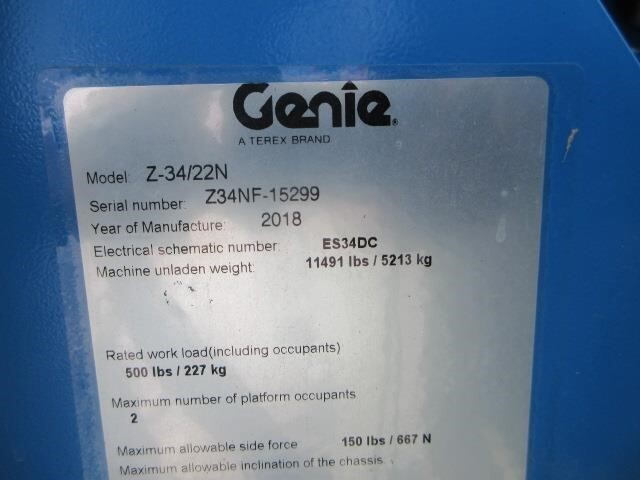 Genie.
A TEREX BRAND
Model: Z-34/22N
Serial number: Z34NF-15299
Year of Manufacture: 2018
Electrical schematic number: ES34DC
Machine unladen weight: 11491 lbs / 5213 kg
Rated work load(including occupants)
500 lbs / 227 kg
Maximum number of platform occupants
2
Maximum allowable side force 150 lbs / 667 N
Maximum allowable inclination of the chassis